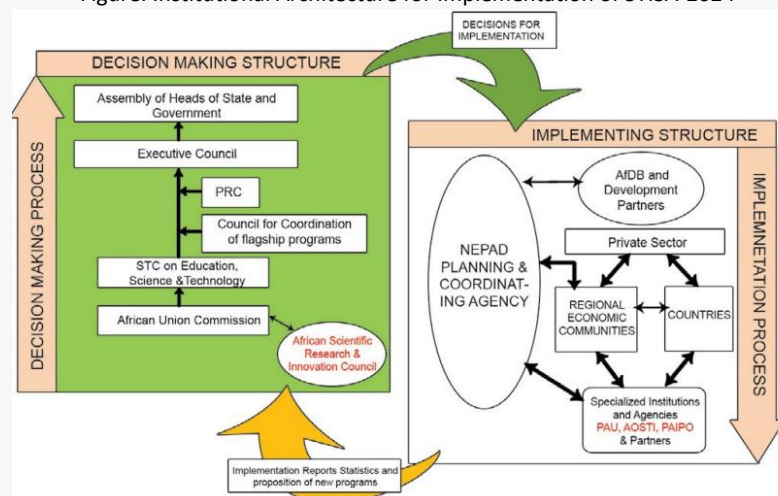 Figure: Institutional Architecture for Implementation of STISA 2024
DECISIONS FOR
IMPLEMENTATION
DECISION MAKING STRUCTURE
DECISION MAKING PROCESS
Assembly of Heads of State and
Government
Executive Council
PRC
Council for Coordination
of flagship programs
STC on Education,
Science &Technology
African Union Commission
African Scientific
Research &
Innovation Council
IMPLEMENTING STRUCTURE
IMPLEMNETATION PROCESS
NEPAD
PLANNING &
COORDINAT-
ING AGENCY
AfDB and
Development
Partners
Private Sector
REGIONAL
ECONOMIC
COMMUNITIES
COUNTRIES
Specialized Institutions
and Agencies
PAU, AOSTI, PAIPO
& Partners
Implementation Reports Statistics and
proposition of new programs